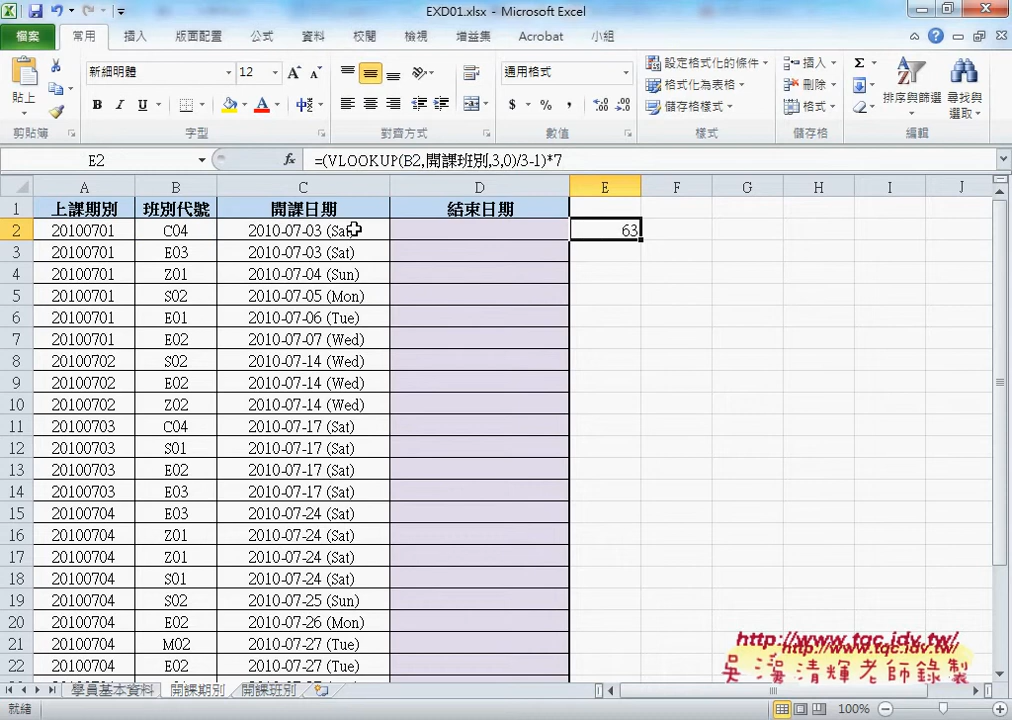 EXD01.xlsx - Microsoft Excel
檔案 常用 插入 版面配置 公式 資料 校閱 檢視 增益集 Acrobat 小組
新細明體 12 通用格式 設定格式化的條件 插入 Σ
貼上 格式化為表格 刪除 排序與篩選 尋找與選取
B I U A $ % , 儲存格樣式 格式
剪貼簿 字型 對齊方式 數值 樣式 儲存格 編輯
E2 fx =(VLOOKUP(B2,開課班別,3,0)/3-1)*7
A B C D E F G H I J
1 上課期別 班別代號 開課日期 結束日期
2 20100701 C04 2010-07-03 (Sat) 63
3 20100701 E03 2010-07-03 (Sat)
4 20100701 Z01 2010-07-04 (Sun)
5 20100701 S02 2010-07-05 (Mon)
6 20100701 E01 2010-07-06 (Tue)
7 20100701 E02 2010-07-07 (Wed)
8 20100702 S02 2010-07-14 (Wed)
9 20100702 E02 2010-07-14 (Wed)
10 20100702 Z02 2010-07-14 (Wed)
11 20100703 C04 2010-07-17 (Sat)
12 20100703 S01 2010-07-17 (Sat)
13 20100703 E02 2010-07-17 (Sat)
14 20100703 E03 2010-07-17 (Sat)
15 20100704 E03 2010-07-24 (Sat)
16 20100704 Z01 2010-07-24 (Sat)
17 20100704 Z01 2010-07-24 (Sat)
18 20100704 S01 2010-07-24 (Sat)
19 20100704 S02 2010-07-25 (Sun)
20 20100704 E02 2010-07-26 (Mon)
21 20100704 M02 2010-07-27 (Tue)
22 20100704 E02 2010-07-27 (Tue)
http://www.tqc.idv.tw/
http://www.tqc.idv.tw/
老師錄製
學員基本資料 開課期別 開課班別
就緒 100%